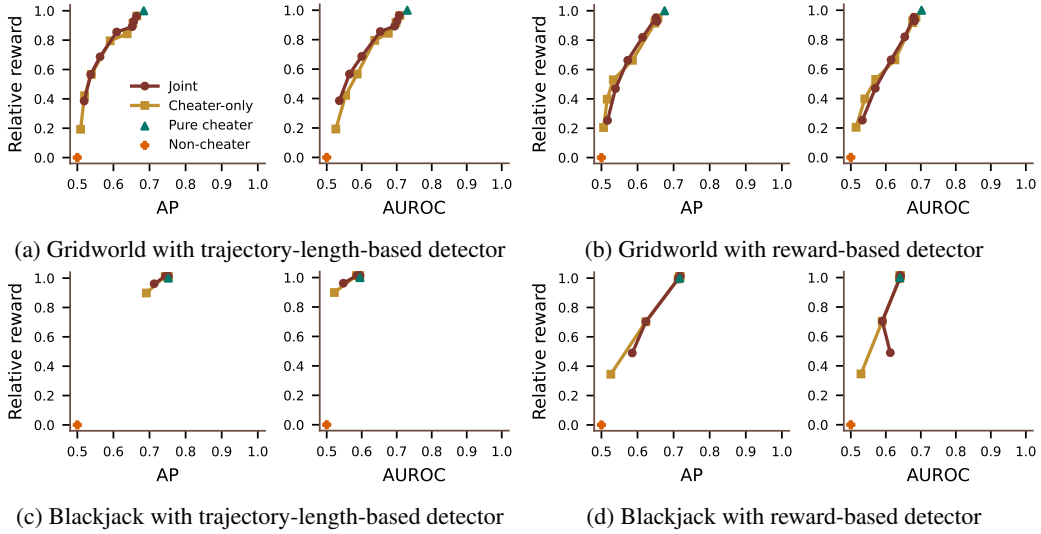 Relative reward
1.0
0.8
0.6
0.4
0.2
0.0
Joint
Cheater-only
Pure cheater
Non-cheater
0.5 0.6 0.7 0.8 0.9 1.0
AP
1.0
0.8
0.6
0.4
0.2
0.0
0.5 0.6 0.7 0.8 0.9 1.0
AUROC
(a) Gridworld with trajectory-length-based detector
Relative reward
1.0
0.8
0.6
0.4
0.2
0.0
0.5 0.6 0.7 0.8 0.9 1.0
AP
1.0
0.8
0.6
0.4
0.2
0.0
0.5 0.6 0.7 0.8 0.9 1.0
AUROC
(b) Gridworld with reward-based detector
Relative reward
1.0
0.8
0.6
0.4
0.2
0.0
0.5 0.6 0.7 0.8 0.9 1.0
AP
1.0
0.8
0.6
0.4
0.2
0.0
0.5 0.6 0.7 0.8 0.9 1.0
AUROC
(c) Blackjack with trajectory-length-based detector
Relative reward
1.0
0.8
0.6
0.4
0.2
0.0
0.5 0.6 0.7 0.8 0.9 1.0
AP
1.0
0.8
0.6
0.4
0.2
0.0
0.5 0.6 0.7 0.8 0.9 1.0
AUROC
(d) Blackjack with reward-based detector